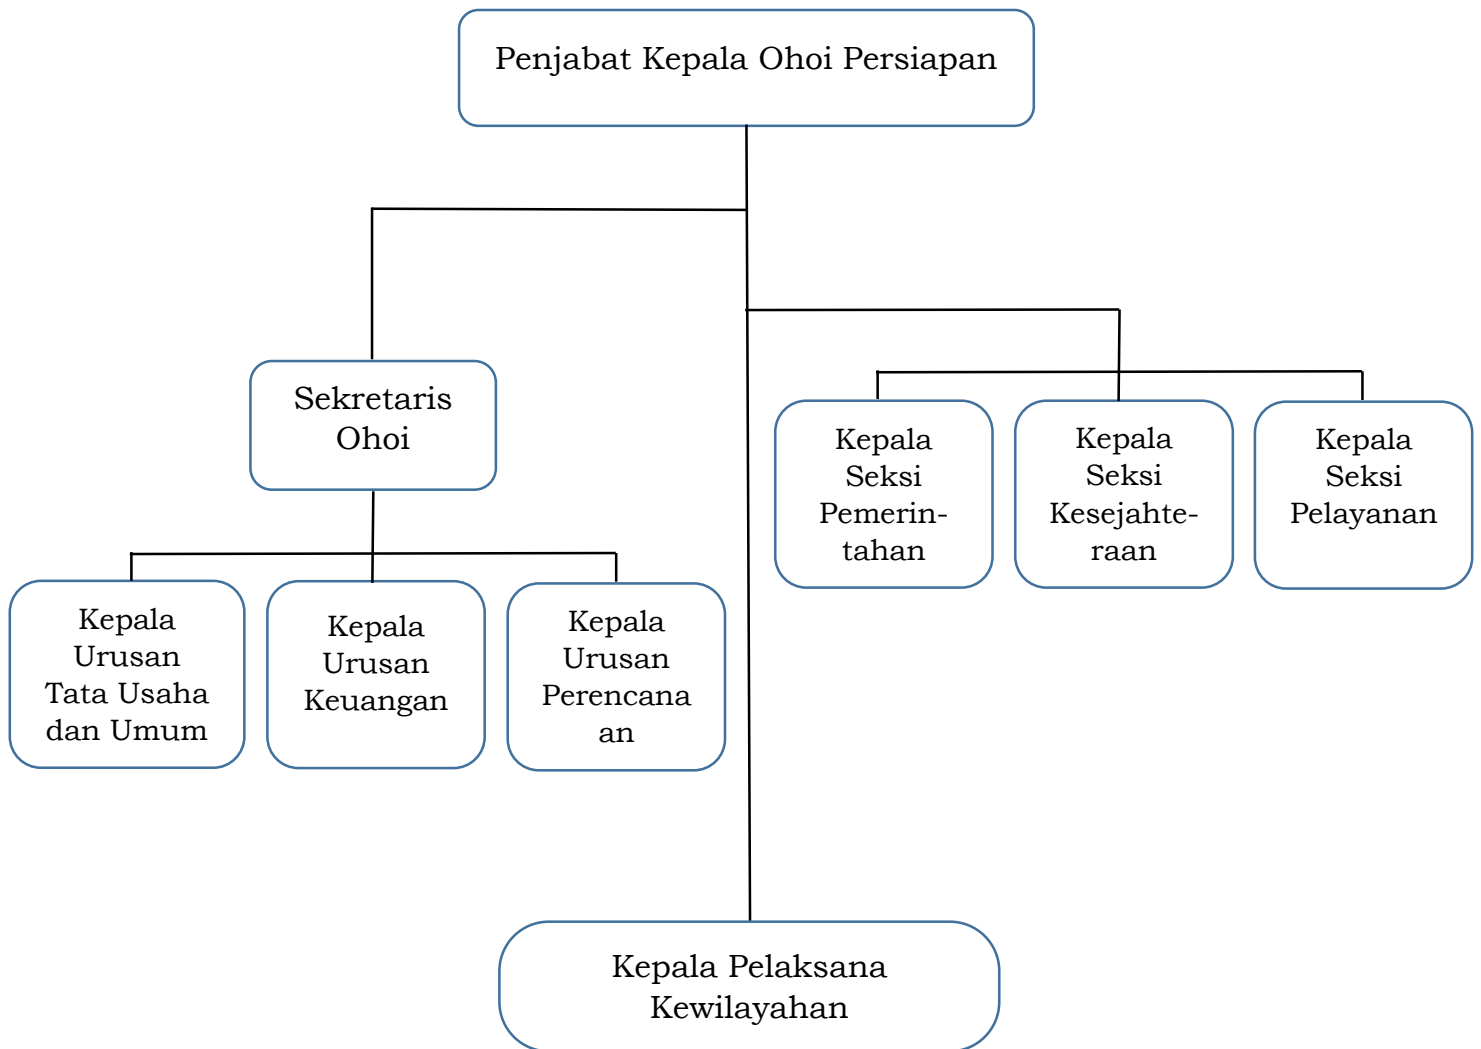 Penjabat Kepala Ohoi Persiapan
Sekretaris
Ohoi
Kepala
Seksi
Pemerin-
tahan
Kepala
Seksi
Kesejahte-
raan
Kepala
Seksi
Pelayanan
Kepala
Urusan
Tata Usaha
dan Umum
Kepala
Urusan
Keuangan
Kepala
Urusan
Perencana
an
Kepala Pelaksana
Kewilayahan